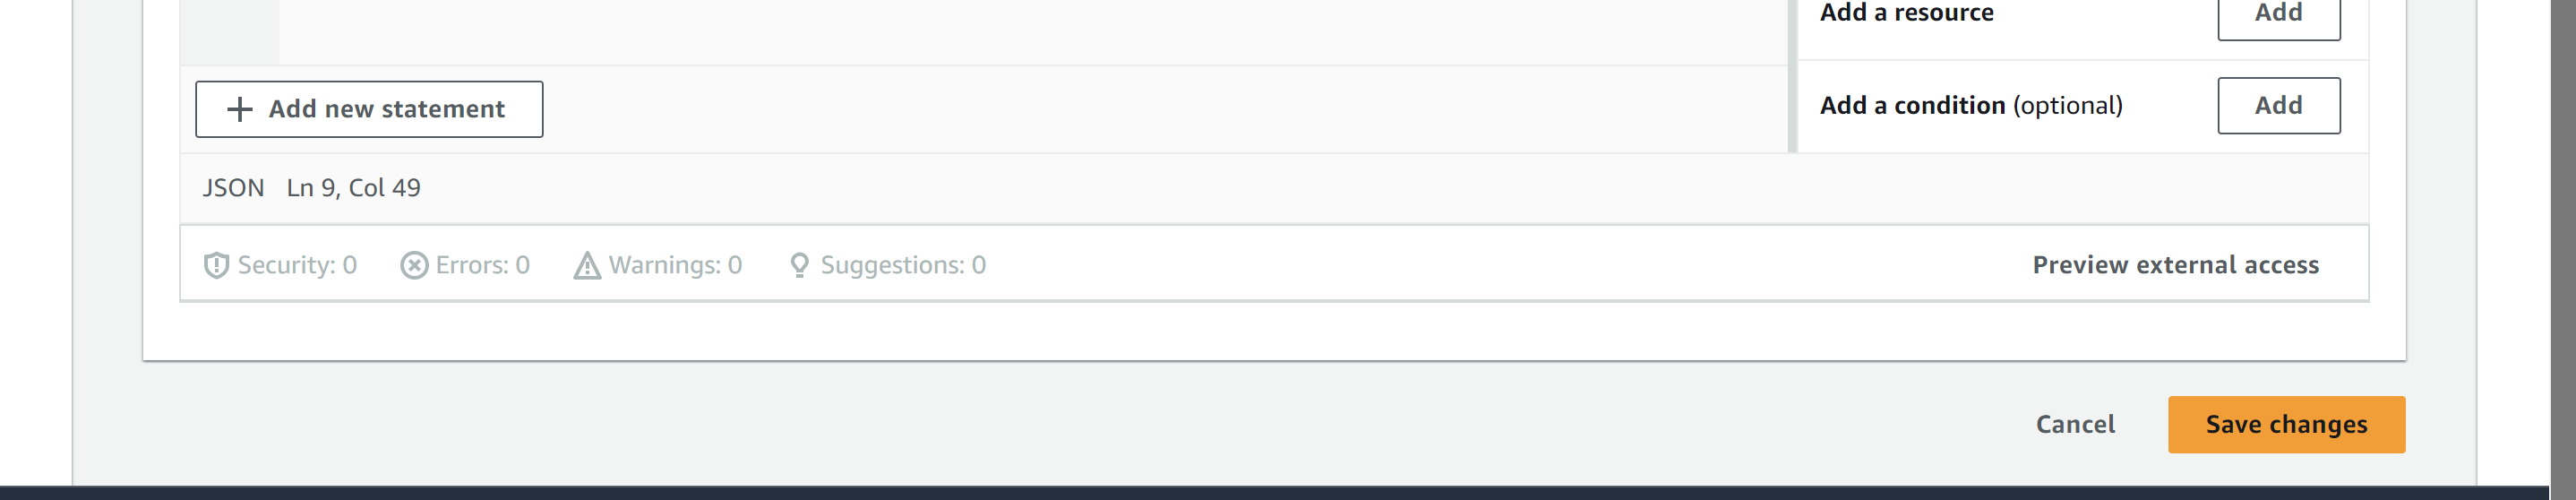 Add a resource Add
Add new statement
Add a condition (optional) Add
JSON Ln 9, Col 49
Security: 0 Errors: 0 Warnings: 0 Suggestions: 0 Preview external access
Cancel Save changes